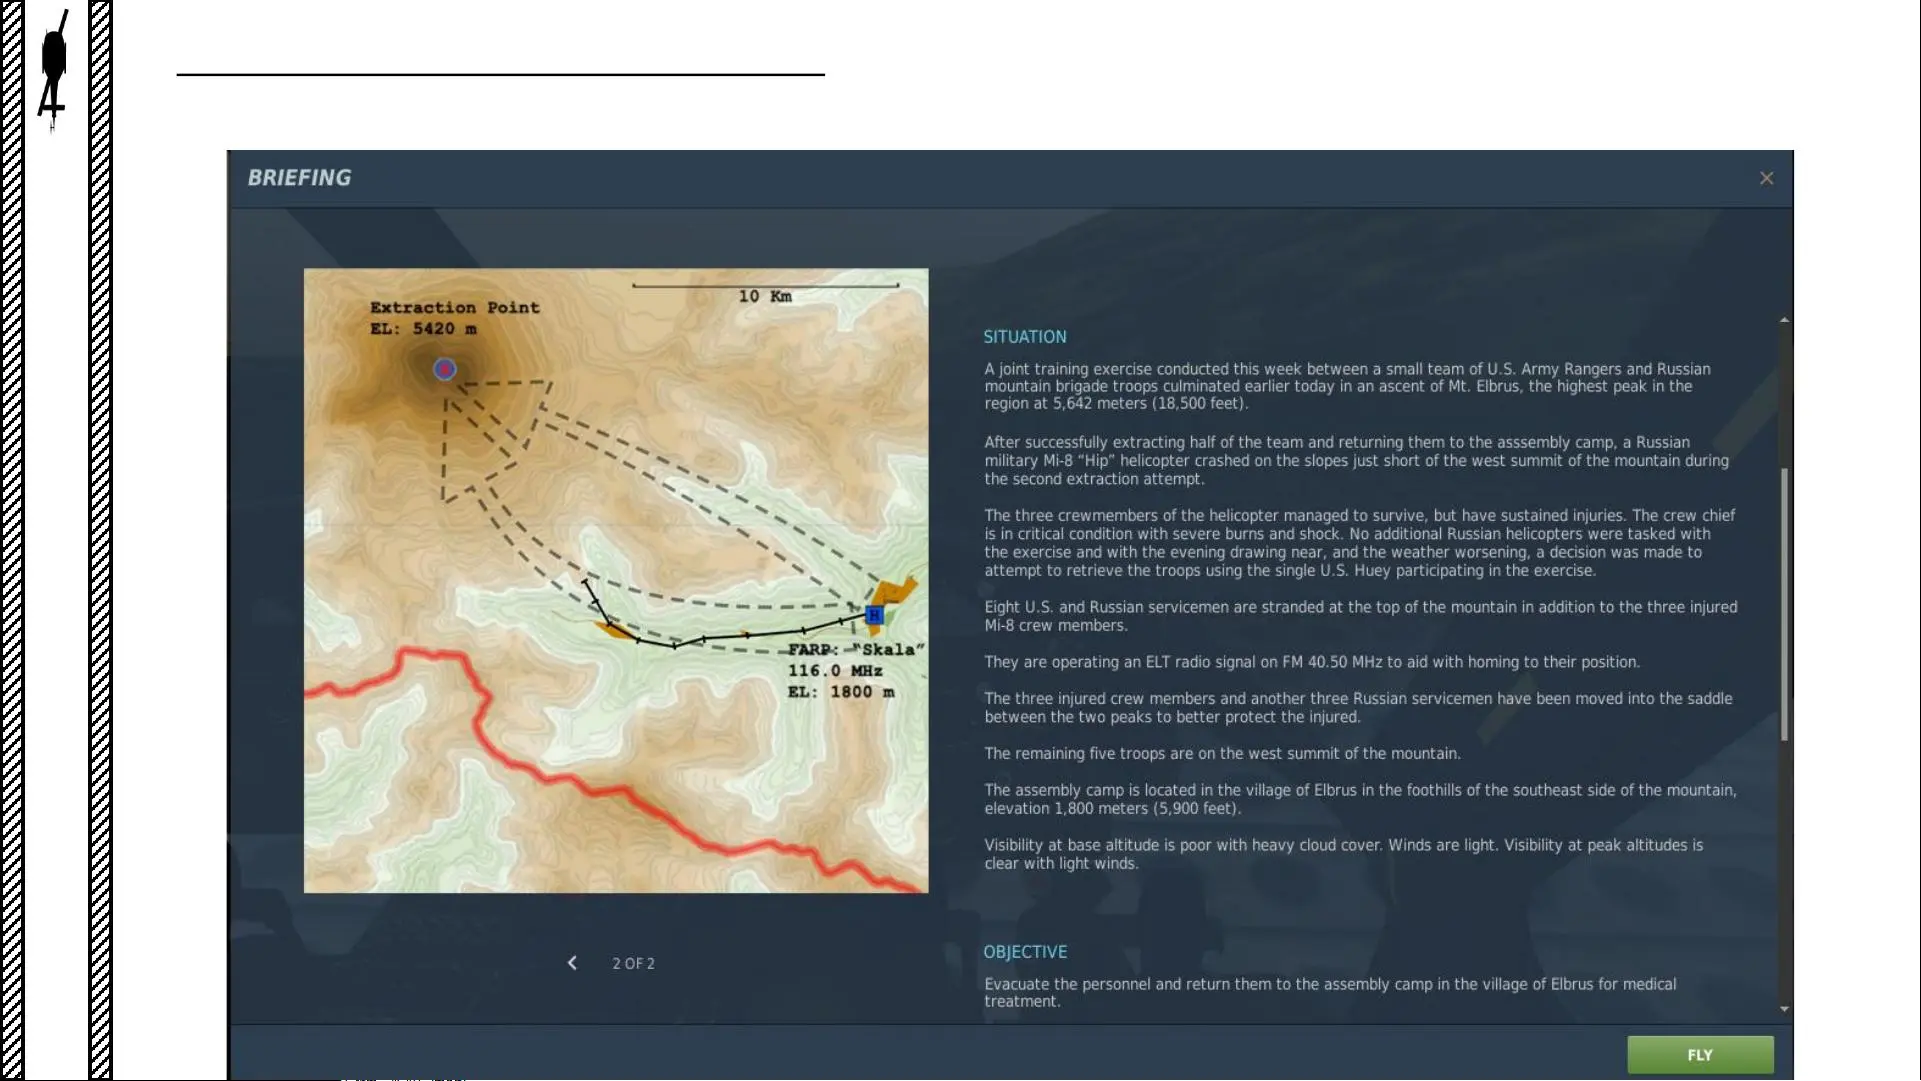 BRIEFING
Extraction Point
EL: 5420 m
10 Km
H
FARP: "Skala"
116.0 MHz
EL: 1800 m
2 OF 2
SITUATION
A joint training exercise conducted this week between a small team of U.S. Army Rangers and Russian
mountain brigade troops culminated earlier today in an ascent of Mt. Elbrus, the highest peak in the
region at 5,642 meters (18,500 feet).
After successfully extracting half of the team and returning them to the asssembly camp, a Russian
military Mi-8 “Hip” helicopter crashed on the slopes just short of the west summit of the mountain during
the second extraction attempt.
The three crewmembers of the helicopter managed to survive, but have sustained injuries. The crew chief
is in critical condition with severe burns and shock. No additional Russian helicopters were tasked with
the exercise and with the evening drawing near, and the weather worsening, a decision was made to
attempt to retrieve the troops using the single U.S. Huey participating in the exercise.
Eight U.S. and Russian servicemen are stranded at the top of the mountain in addition to the three injured
Mi-8 crew members.
They are operating an ELT radio signal on FM 40.50 MHz to aid with homing to their position.
The three injured crew members and another three Russian servicemen have been moved into the saddle
between the two peaks to better protect the injured.
The remaining five troops are on the west summit of the mountain.
The assembly camp is located in the village of Elbrus in the foothills of the southeast side of the mountain,
elevation 1,800 meters (5,900 feet).
Visibility at base altitude is poor with heavy cloud cover. Winds are light. Visibility at peak altitudes is
clear with light winds.
OBJECTIVE
Evacuate the personnel and return them to the assembly camp in the village of Elbrus for medical
treatment.
FLY